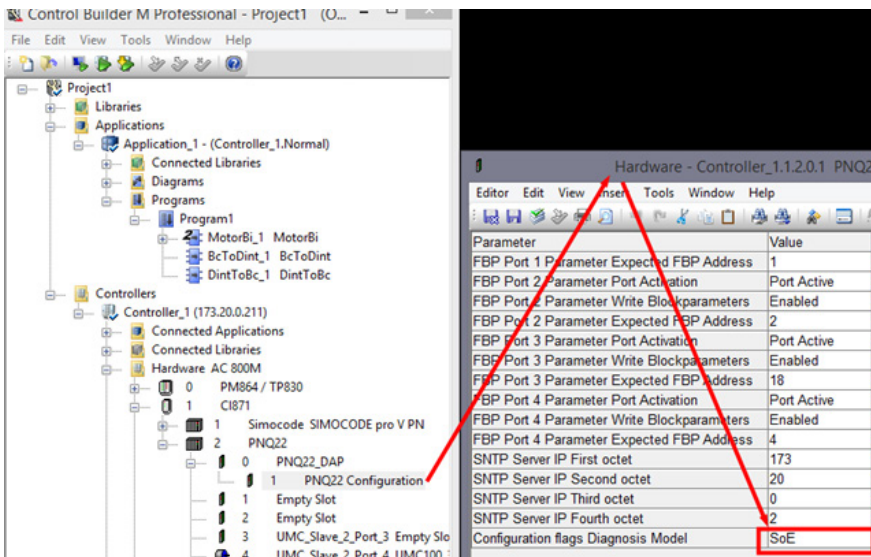 Control Builder M Professional - Project1 (O...
File Edit View Tools Window Help
Project1
Libraries
Applications
Application_1 - (Controller_1.Normal)
Connected Libraries
Diagrams
Programs
Program1
MotorBi_1 MotorBi
BcToDint_1 BcToDint
DintToBc_1 DintToBc
Controllers
Controller_1 (173.20.0.211)
Connected Applications
Connected Libraries
Hardware AC 800M
0 PM864 / TP830
1 CI871
1 Simocode SIMOCODE pro V PN
2 PNQ22
0 PNQ22_DAP
1 PNQ22 Configuration
1 Empty Slot
2 Empty Slot
3 UMC_Slave_2_Port_3 Empty Slo
4 UMC_Slave_2_Port_4 UMC100
Hardware - Controller_1.1.2.0.1 PNQ2
Editor Edit View Insert Tools Window Help
Parameter Value
FBP Port 1 Parameter Expected FBP Address 1
FBP Port 2 Parameter Port Activation Port Active
FBP Port 2 Parameter Write Blockparameters Enabled
FBP Port 2 Parameter Expected FBP Address 2
FBP Port 3 Parameter Port Activation Port Active
FBP Port 3 Parameter Write Blockparameters Enabled
FBP Port 3 Parameter Expected FBP Address 18
FBP Port 4 Parameter Port Activation Port Active
FBP Port 4 Parameter Write Blockparameters Enabled
FBP Port 4 Parameter Expected FBP Address 4
SNTP Server IP First octet 173
SNTP Server IP Second octet 20
SNTP Server IP Third octet 0
SNTP Server IP Fourth octet 2
Configuration flags Diagnosis Model SoE